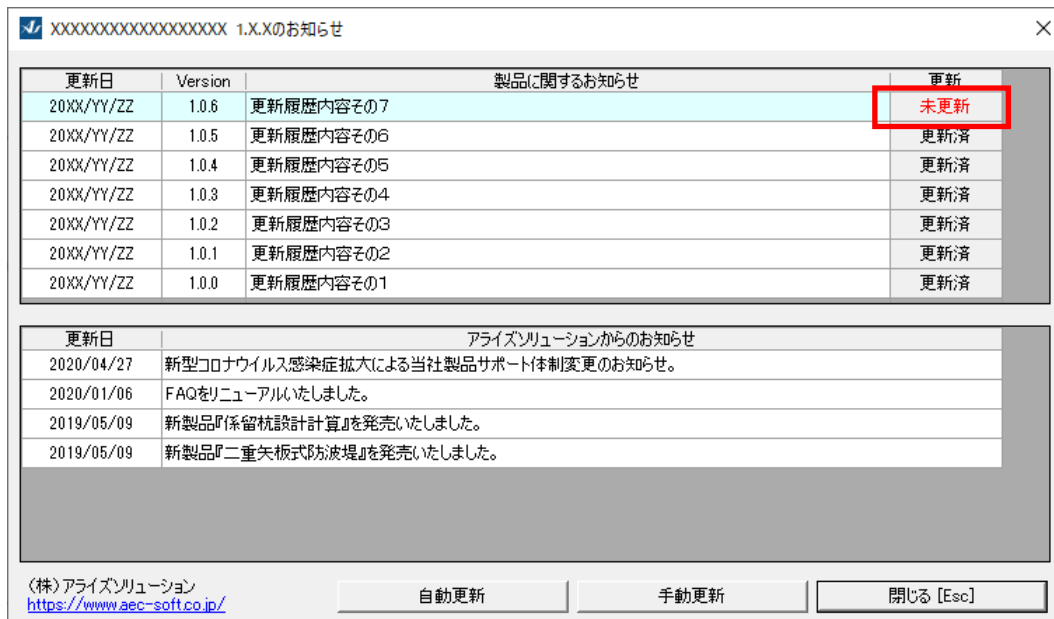 XXXXXXXXXXXXXXXXXX 1.X.Xのお知らせ
更新日 Version 製品に関するお知らせ 更新
20XX/YY/ZZ 1.0.6 更新履歴内容その7 未更新
20XX/YY/ZZ 1.0.5 更新履歴内容その6 更新済
20XX/YY/ZZ 1.0.4 更新履歴内容その5 更新済
20XX/YY/ZZ 1.0.3 更新履歴内容その4 更新済
20XX/YY/ZZ 1.0.2 更新履歴内容その3 更新済
20XX/YY/ZZ 1.0.1 更新履歴内容その2 更新済
20XX/YY/ZZ 1.0.0 更新履歴内容その1 更新済
更新日 アライズソリューションからのお知らせ
2020/04/27 新型コロナウイルス感染症拡大による当社製品サポート体制変更のお知らせ。
2020/01/06 FAQをリニューアルいたしました。
2019/05/09 新製品『係留杭設計計算』を発売いたしました。
2019/05/09 新製品『二重矢板式防波堤』を発売いたしました。
(株)アライズソリューション
https://www.aec-soft.co.jp/
自動更新 手動更新 閉じる [Esc]